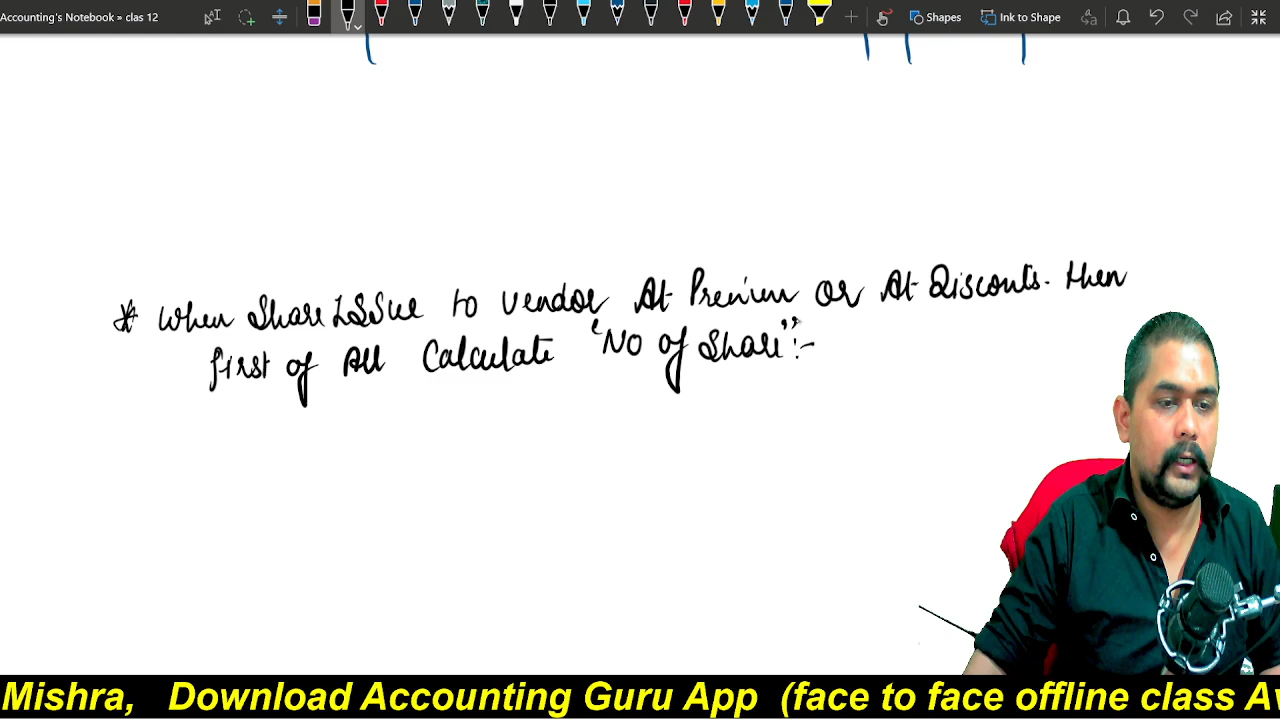 Accounting's Notebook » clas 12
Shapes
Ink to Shape
* When Share ISSue to vendor At Premium or At Disconts. then
first of All Calculate "No of Share":-
Mishra, Download Accounting Guru App (face to face offline class Av